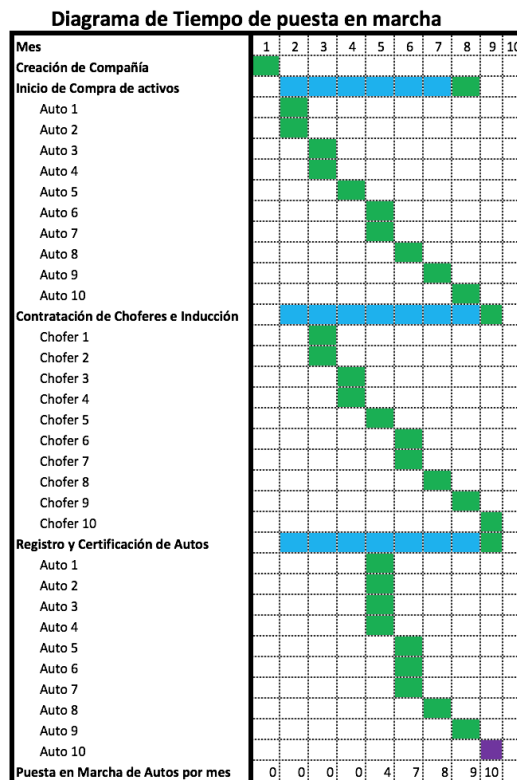 Diagrama de Tiempo de puesta en marcha
Mes 1 2 3 4 5 6 7 8 9 10
Creación de Compañía
Inicio de Compra de activos
Auto 1
Auto 2
Auto 3
Auto 4
Auto 5
Auto 6
Auto 7
Auto 8
Auto 9
Auto 10
Contratación de Choferes e Inducción
Chofer 1
Chofer 2
Chofer 3
Chofer 4
Chofer 5
Chofer 6
Chofer 7
Chofer 8
Chofer 9
Chofer 10
Registro y Certificación de Autos
Auto 1
Auto 2
Auto 3
Auto 4
Auto 5
Auto 6
Auto 7
Auto 8
Auto 9
Auto 10
Puesta en Marcha de Autos por mes 0 0 0 0 4 7 8 9 10